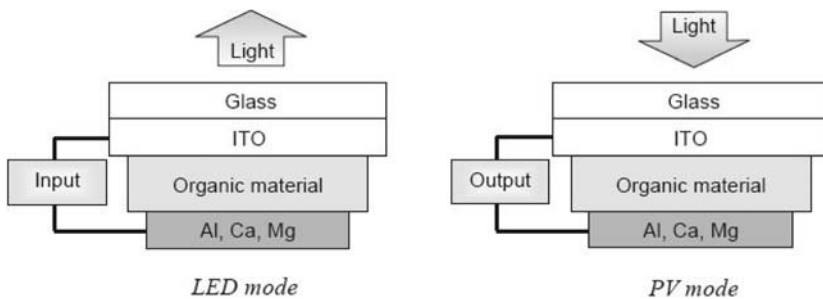 Light
Glass
ITO
Input
Organic material
Al, Ca, Mg
LED mode
Light
Glass
ITO
Output
Organic material
Al, Ca, Mg
PV mode